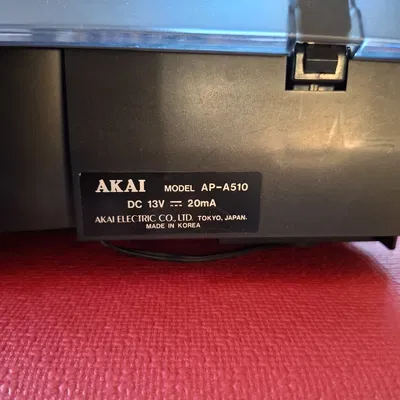 AKAI MODEL AP-A510
DC 13V ⎓ 20mA
AKAI ELECTRIC CO., LTD. TOKYO, JAPAN.
MADE IN KOREA